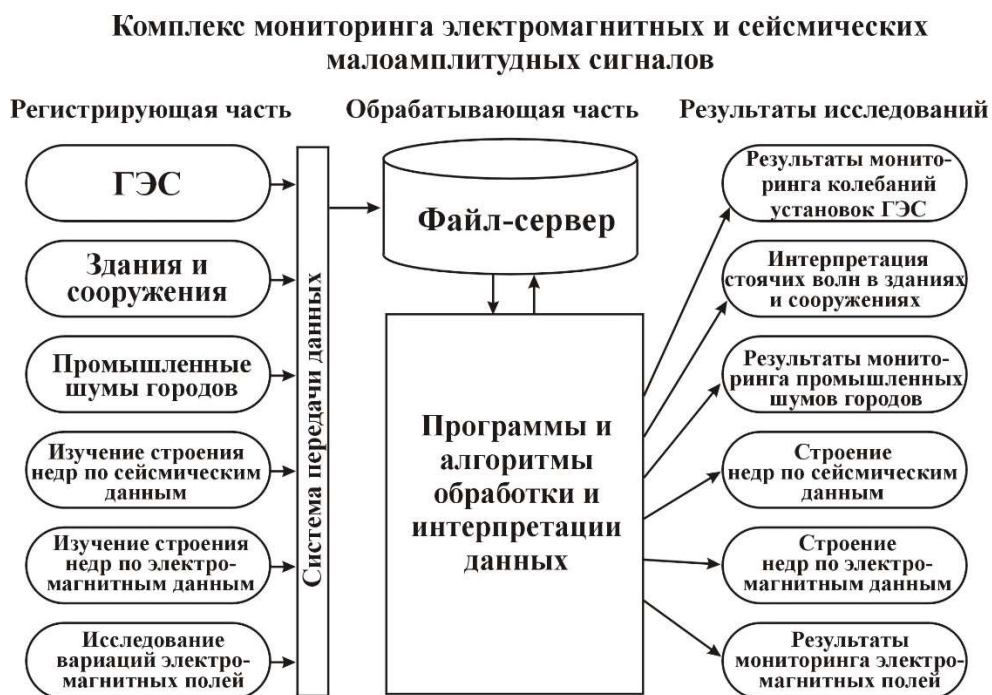 Комплекс мониторинга электромагнитных и сейсмических
малоамплитудных сигналов
Регистрирующая часть
Обрабатывающая часть
Результаты исследований
ГЭС
Здания и
сооружения
Промышленные
шумы городов
Изучение строения
недр по сейсмическим
данным
Изучение строения
недр по электро-
магнитным данным
Исследование
вариаций электро-
магнитных полей
Система передачи данных
Файл-сервер
Программы и
алгоритмы
обработки и
интерпретации
данных
Результаты монито-
ринга колебаний
установок ГЭС
Интерпретация
стоячих волн в зданиях
и сооружениях
Результаты монито-
ринга промышленных
шумов городов
Строение
недр по сейсмическим
данным
Строение
недр по электро-
магнитным данным
Результаты
мониторинга электро-
магнитных полей